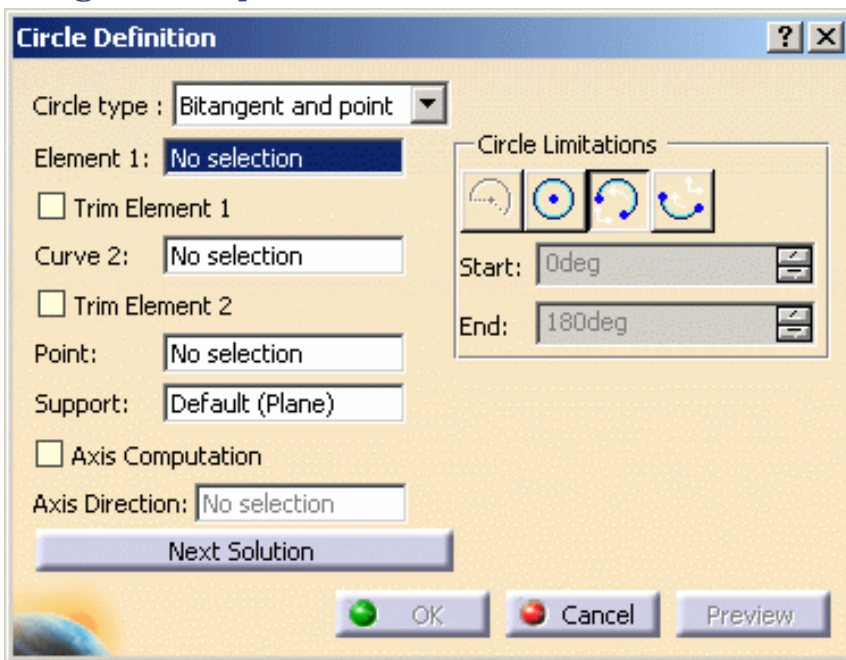 Circle Definition
Circle type : Bitangent and point
Element 1: No selection
Trim Element 1
Curve 2: No selection
Trim Element 2
Point: No selection
Support: Default (Plane)
Axis Computation
Axis Direction: No selection
Next Solution
Circle Limitations
Start: 0deg
End: 180deg
OK
Cancel
Preview